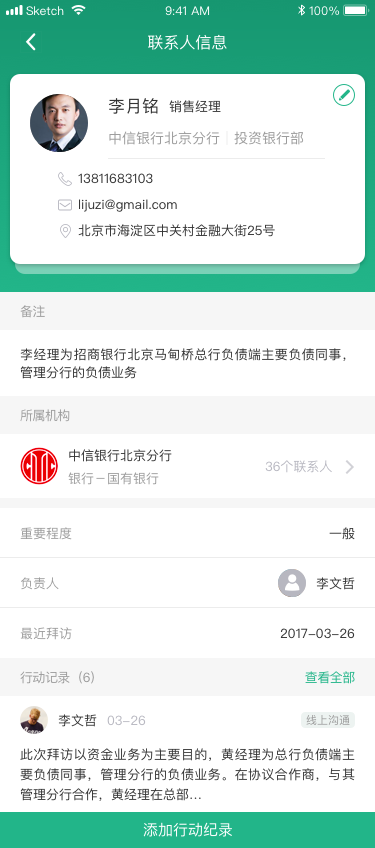 Sketch 9:41 AM 100%
联系人信息
李月铭 销售经理
中信银行北京分行 | 投资银行部
13811683103
lijuzi@gmail.com
北京市海淀区中关村金融大街25号
备注
李经理为招商银行北京马甸桥总行负债端主要负债同事，
管理分行的负债业务
所属机构
中信银行北京分行
银行－国有银行
36个联系人
重要程度 一般
负责人 李文哲
最近拜访 2017-03-26
行动记录（6） 查看全部
李文哲 03-26 线上沟通
此次拜访以资金业务为主要目的，黄经理为总行负债端主
要负债同事，管理分行的负债业务。在协议合作商，与其
管理分行合作，黄经理在总部...
添加行动纪录